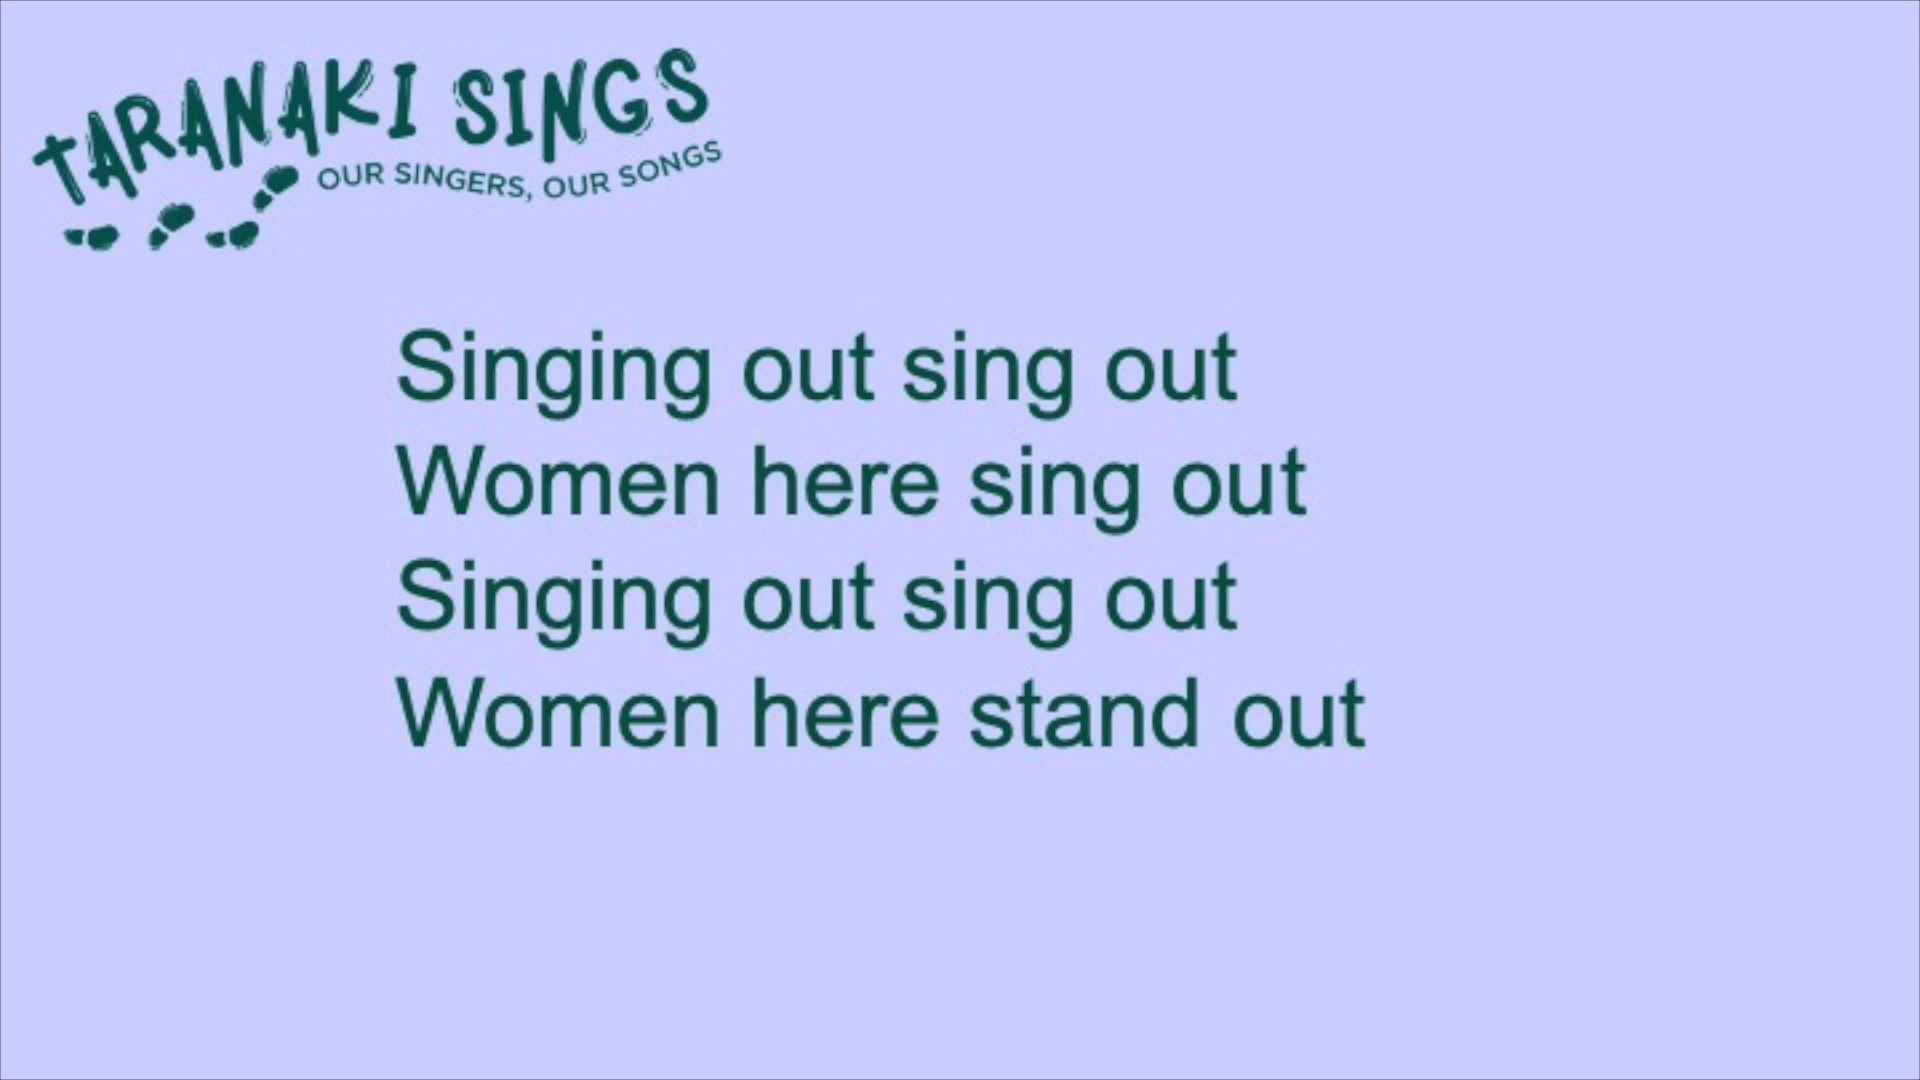 TARANAKI SINGS
OUR SINGERS, OUR SONGS
Singing out sing out
Women here sing out
Singing out sing out
Women here stand out